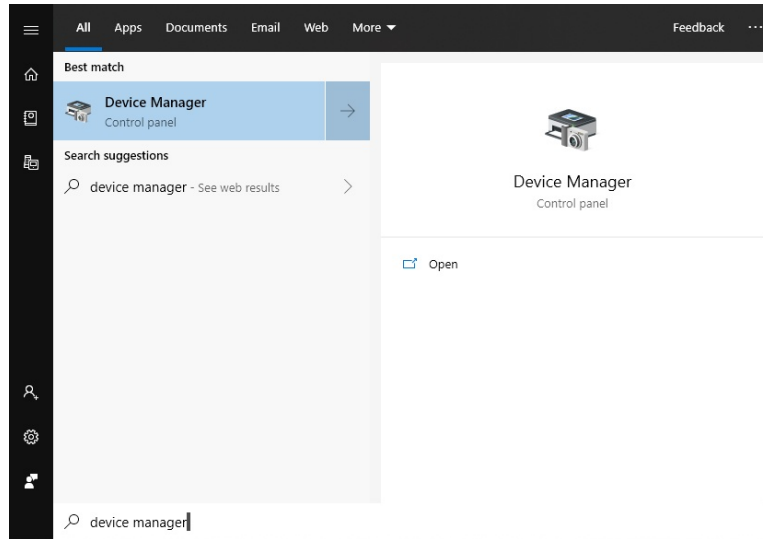 All Apps Documents Email Web More Feedback ...
Best match
Device Manager
Control panel
Search suggestions
device manager - See web results
Device Manager
Control panel
Open
device manager